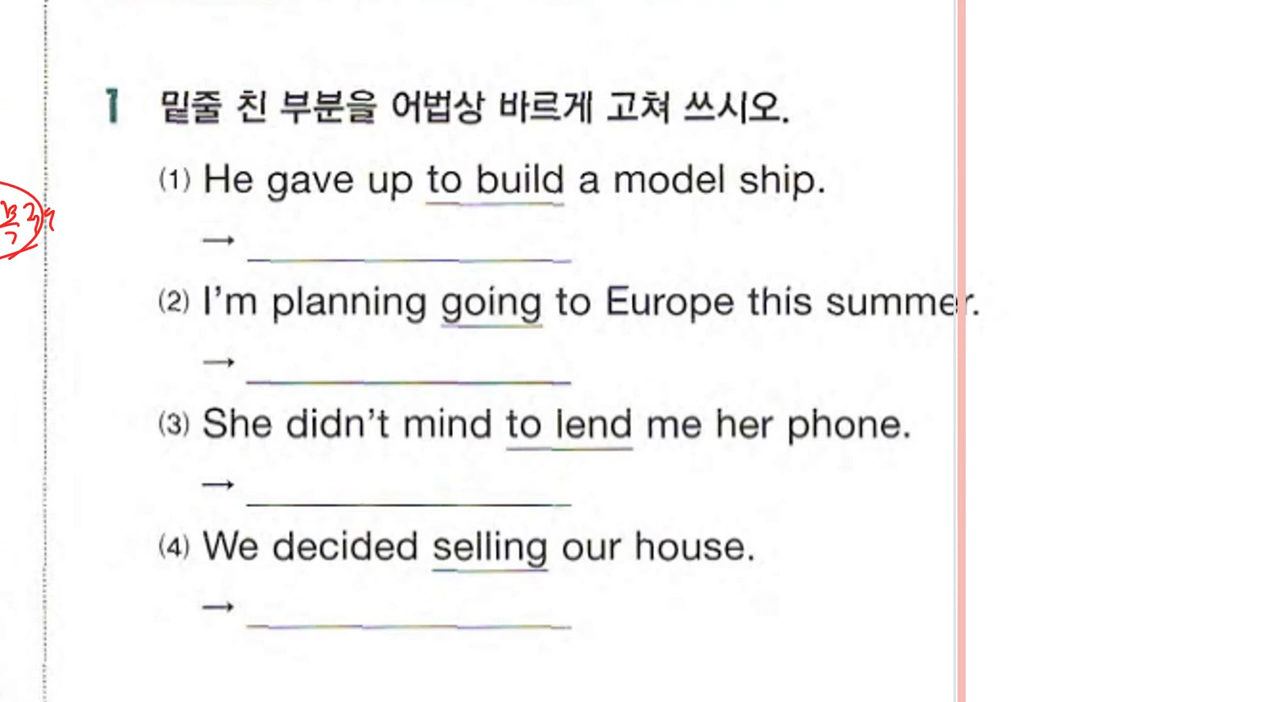 1 밑줄 친 부분을 어법상 바르게 고쳐 쓰시오.
(1) He gave up to build a model ship.
→
(2) I'm planning going to Europe this summer.
→
(3) She didn't mind to lend me her phone.
→
(4) We decided selling our house.
→